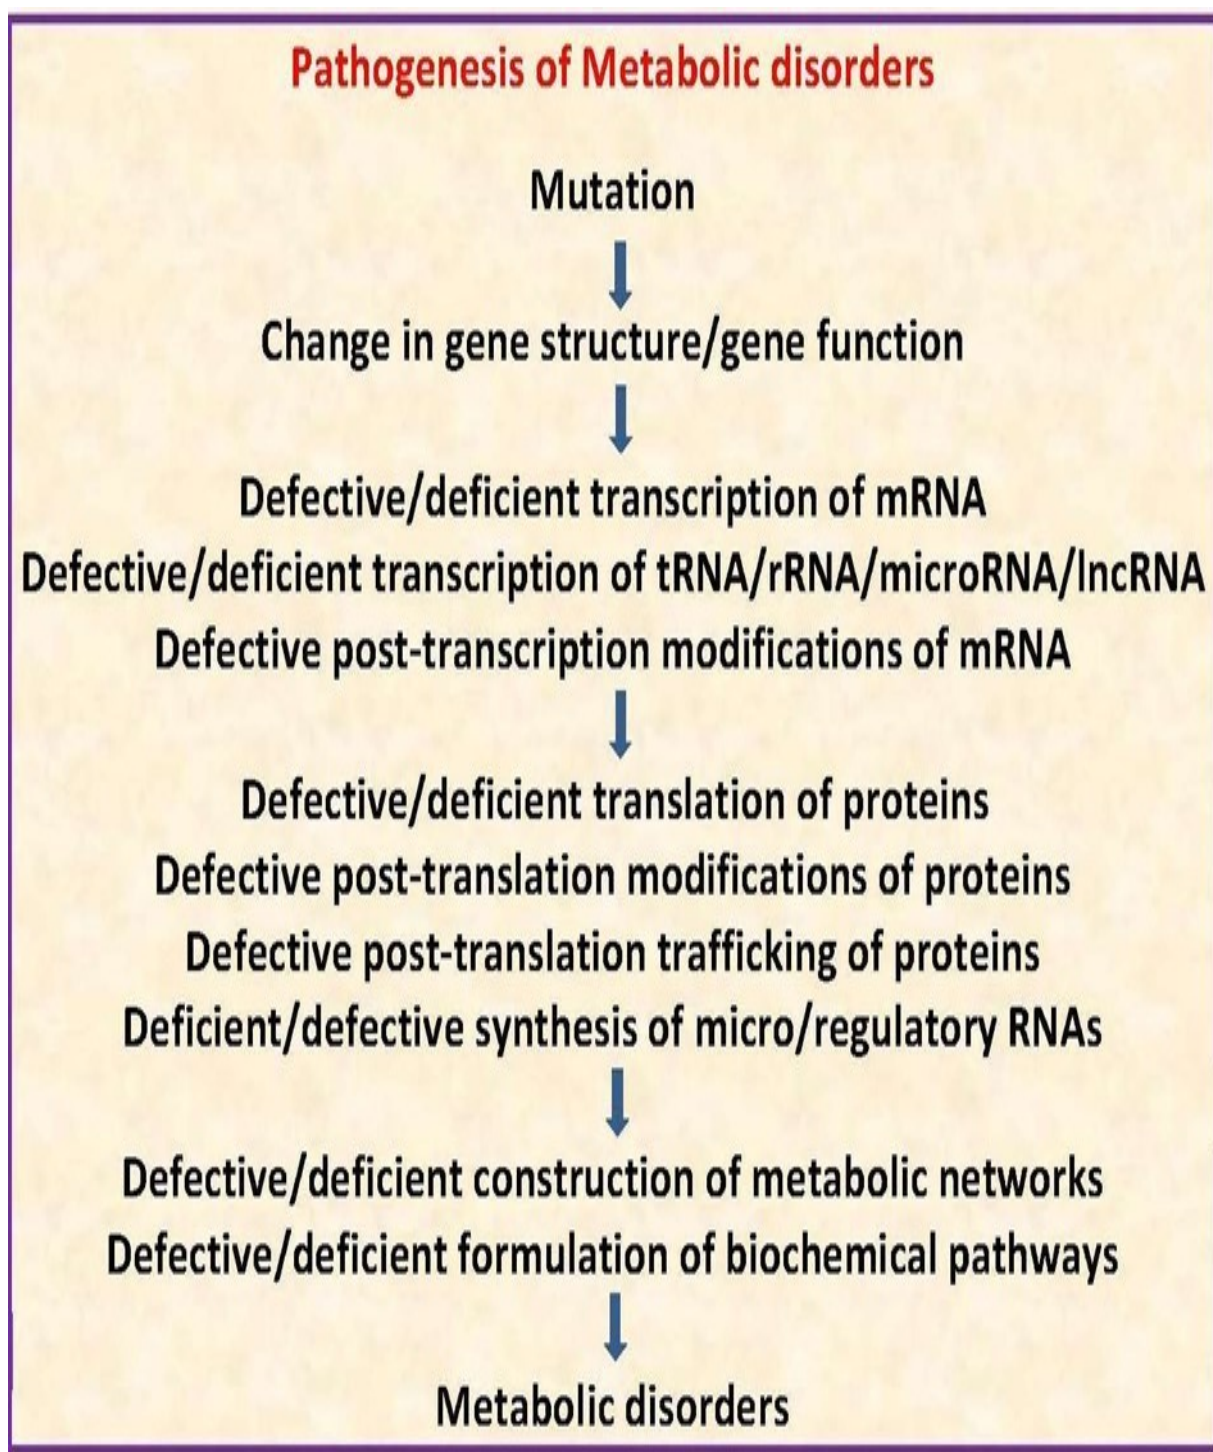 Pathogenesis of Metabolic disorders
Mutation
Change in gene structure/gene function
Defective/deficient transcription of mRNA
Defective/deficient transcription of tRNA/rRNA/microRNA/lncRNA
Defective post-transcription modifications of mRNA
Defective/deficient translation of proteins
Defective post-translation modifications of proteins
Defective post-translation trafficking of proteins
Deficient/defective synthesis of micro/regulatory RNAs
Defective/deficient construction of metabolic networks
Defective/deficient formulation of biochemical pathways
Metabolic disorders